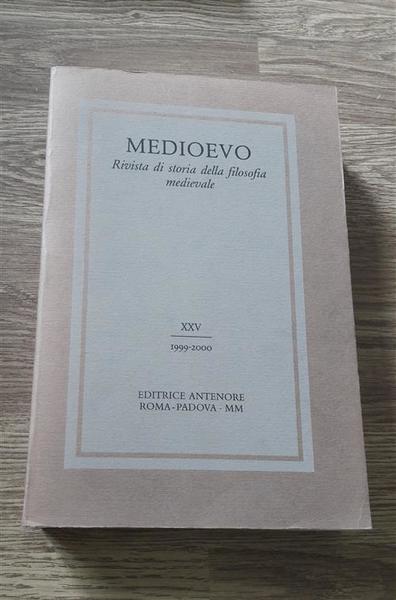 MEDIOEVO
Rivista di storia della filosofia
medievale
XXV
1999-2000
EDITRICE ANTENORE
ROMA-PADOVA · MM